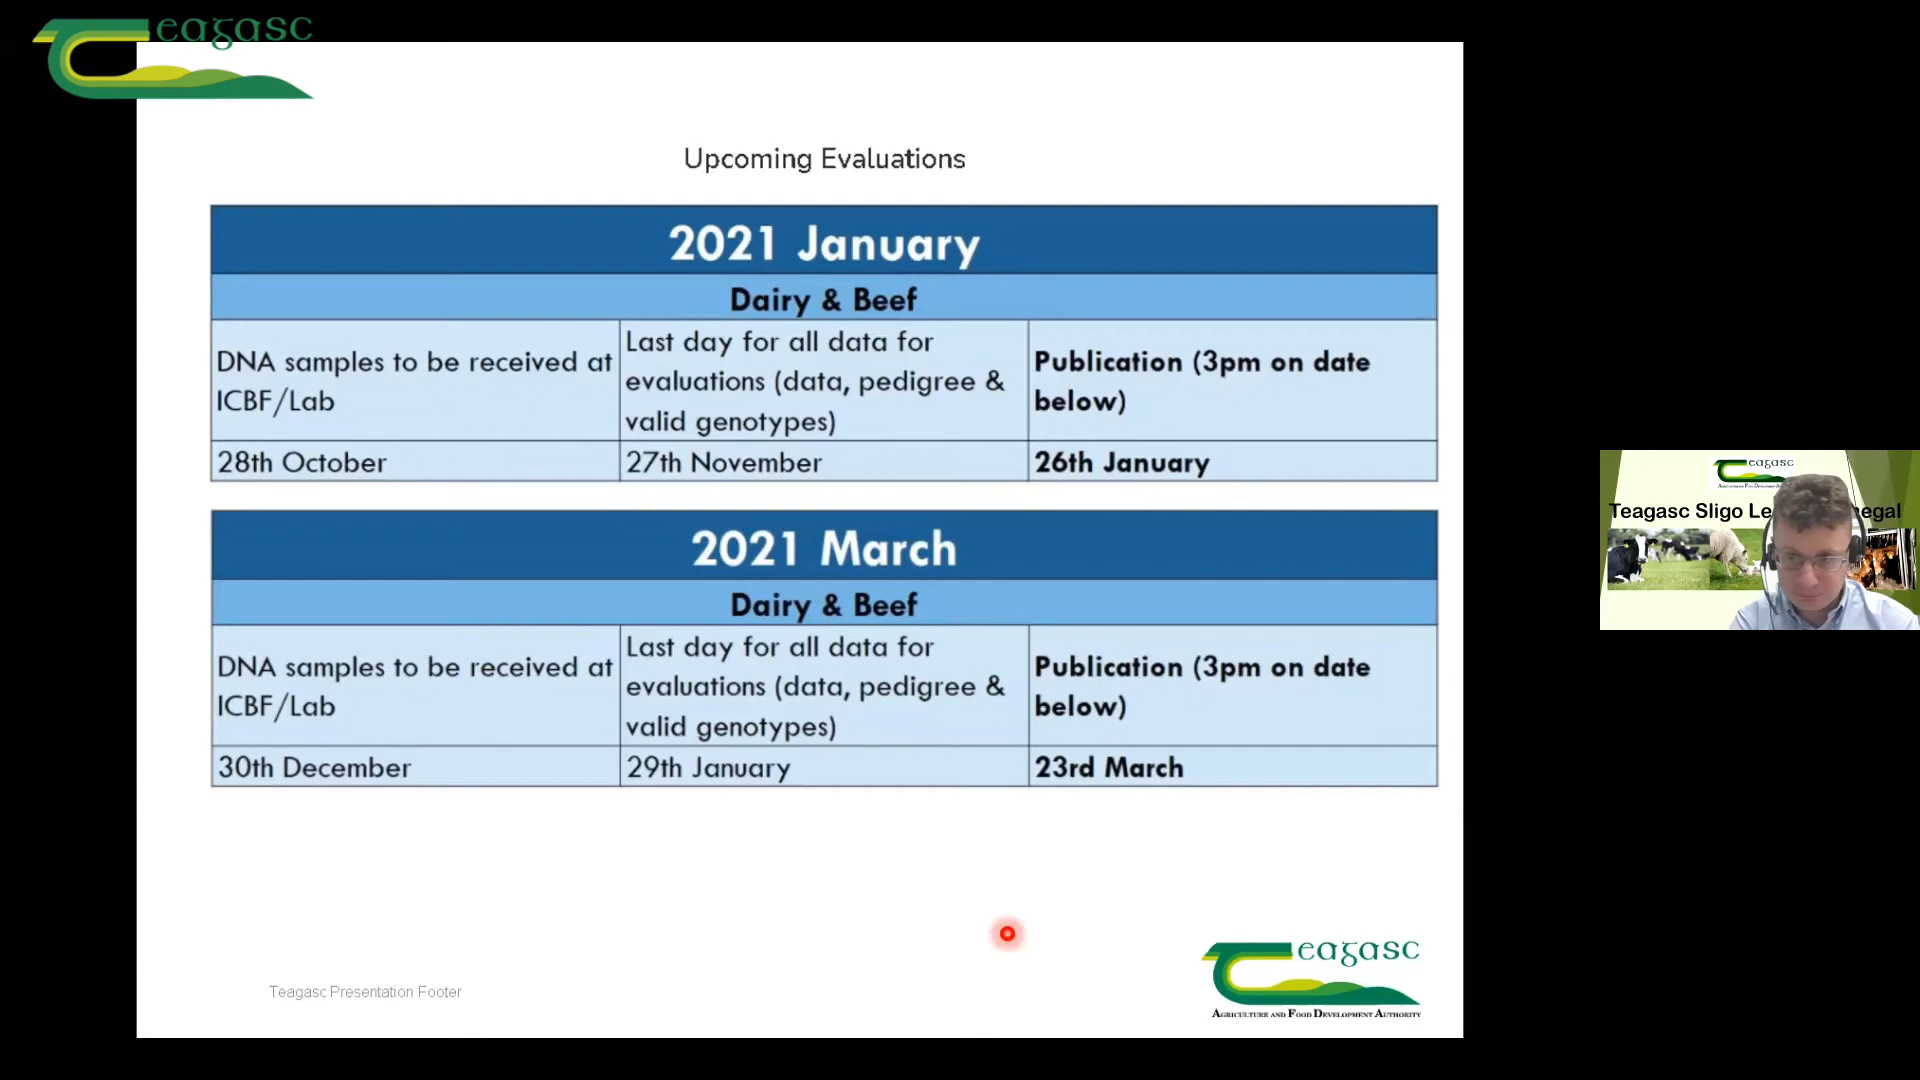 eagasc
Upcoming Evaluations
2021 January
Dairy & Beef
DNA samples to be received at
ICBF/Lab
Last day for all data for
evaluations (data, pedigree &
valid genotypes)
Publication (3pm on date
below)
28th October
27th November
26th January
2021 March
Dairy & Beef
DNA samples to be received at
ICBF/Lab
Last day for all data for
evaluations (data, pedigree &
valid genotypes)
Publication (3pm on date
below)
30th December
29th January
23rd March
Teagasc Presentation Footer
eagasc
AGRICULTURE AND FOOD DEVELOPMENT AUTHORITY
eagasc
Teagasc Sligo Le egal